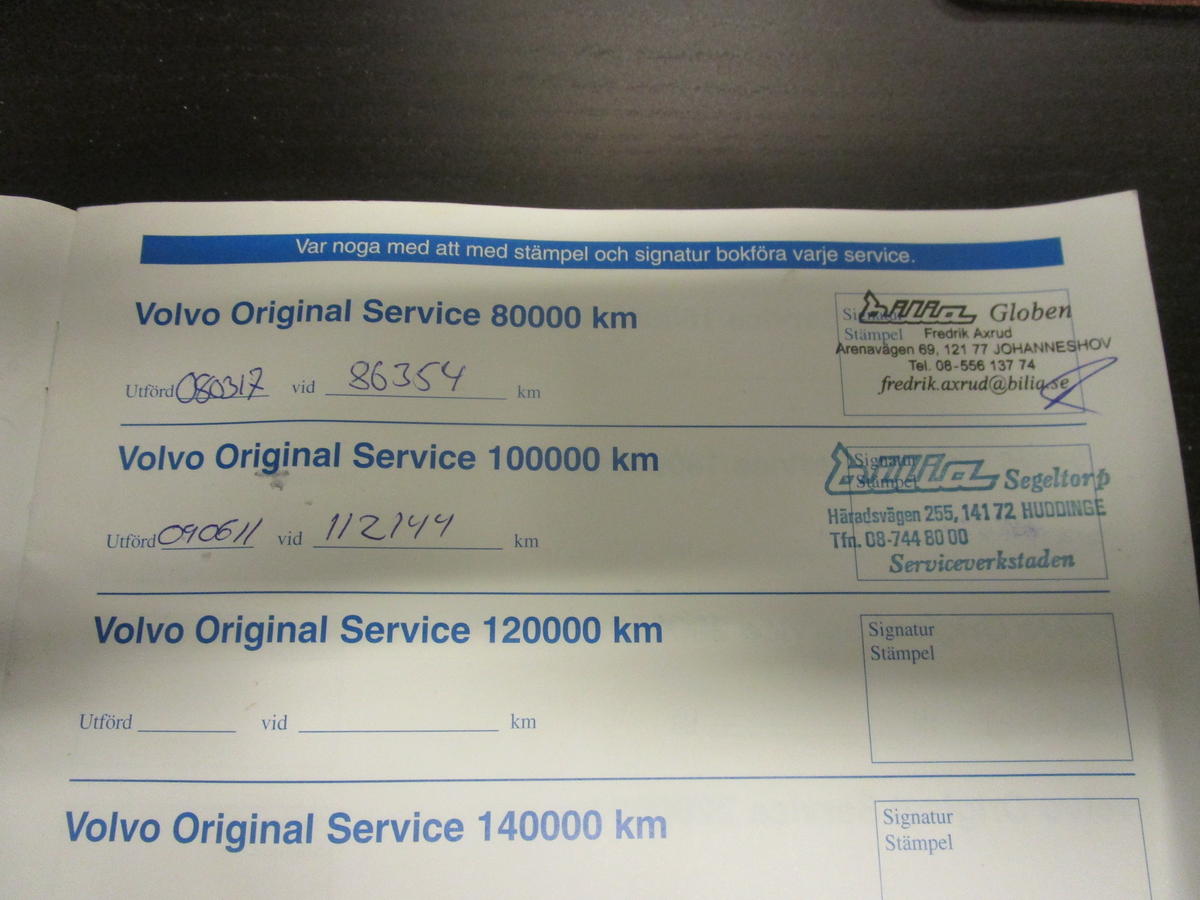 Var noga med att med stämpel och signatur bokföra varje service.
Volvo Original Service 80000 km
Utförd 080317 vid 86354 km
Signatur
Stämpel
bilia Globen
Fredrik Axrud
Arenavägen 69, 121 77 JOHANNESHOV
Tel. 08-556 137 74
fredrik.axrud@bilia.se
Volvo Original Service 100000 km
Utförd 090611 vid 112144 km
Signatur
Stämpel
bilia Segeltorp
Häradsvägen 255, 141 72 HUDDINGE
Tfn. 08-744 80 00
Serviceverkstaden
Volvo Original Service 120000 km
Utförd vid km
Signatur
Stämpel
Volvo Original Service 140000 km
Signatur
Stämpel